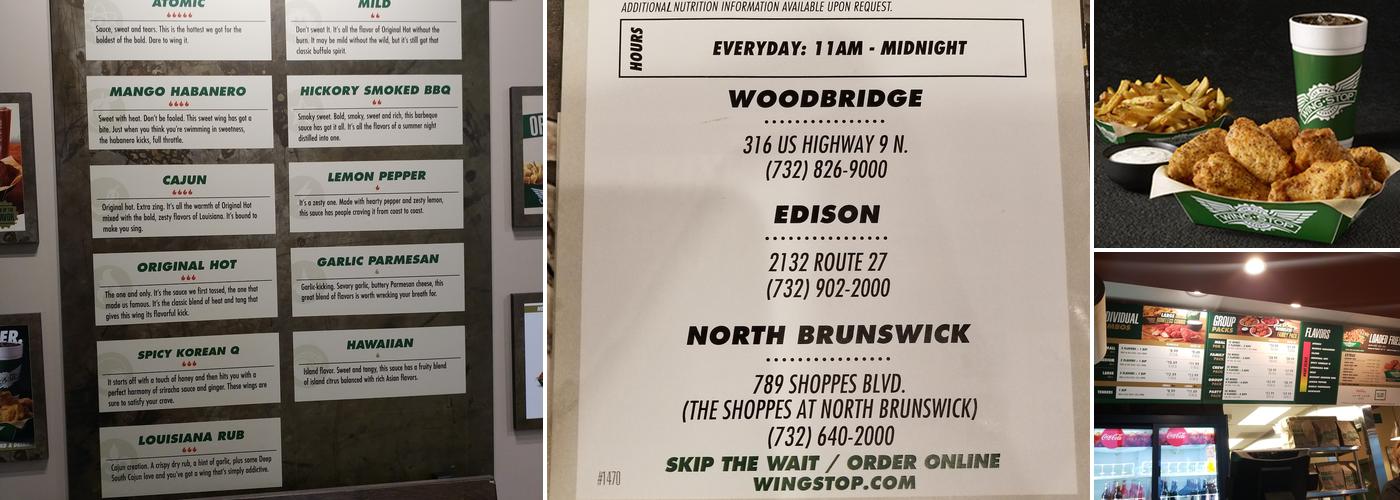 ATOMIC
Sauce, sweat and tears. This is the hottest we got for the
boldest of the bold. Dare to wing it.
MANGO HABANERO
Sweet with heat. Don't be fooled. This sweet wing has got a
bite. Just when you think you're swimming in sweetness,
the habanero kicks, full throttle.
CAJUN
Original hot. Extra zing. It's all the warmth of Original Hot
mixed with the bold, zesty flavors of Louisiana. It's bound to
make you sing.
ORIGINAL HOT
The one and only. It's the sauce we first tossed, the one that
made us famous. It's the classic blend of heat and tang that
gives this wing its flavorful kick.
SPICY KOREAN Q
It starts off with a touch of honey and then hits you with a
perfect harmony of sriracha sauce and ginger. These wings are
sure to satisfy your crave.
LOUISIANA RUB
Cajun creation. A crispy dry rub, a hint of garlic, plus some Deep
South Cajun love and you've got a wing that's simply addictive.
MILD
Don't sweat it. It's all the flavor of Original Hot without the
burn. It may be mild without the wild, but it's still got that
classic buffalo spirit.
HICKORY SMOKED BBQ
Smoky sweet. Bold, smoky, sweet and rich, this barbeque
sauce has got it all. It's all the flavors of a summer night
distilled into one.
LEMON PEPPER
It's a zesty one. Made with hearty pepper and zesty lemon,
this sauce has people craving it from coast to coast.
GARLIC PARMESAN
Garlic-kicking. Savory garlic, buttery Parmesan cheese, this
great blend of flavors is worth wrecking your breath for.
HAWAIIAN
Island flavor. Sweet and tangy, this sauce has a fruity blend
of island citrus balanced with rich Asian flavors.
ADDITIONAL NUTRITION INFORMATION AVAILABLE UPON REQUEST.
HOURS
EVERYDAY: 11AM - MIDNIGHT
WOODBRIDGE
316 US HIGHWAY 9 N.
(732) 826-9000
EDISON
2132 ROUTE 27
(732) 902-2000
NORTH BRUNSWICK
789 SHOPPES BLVD.
(THE SHOPPES AT NORTH BRUNSWICK)
(732) 640-2000
SKIP THE WAIT / ORDER ONLINE
WINGSTOP.COM
#1470
WING·STOP
WING·STOP
GROUP
PACKS
FLAVORS
Coca-Cola
Coca-Cola